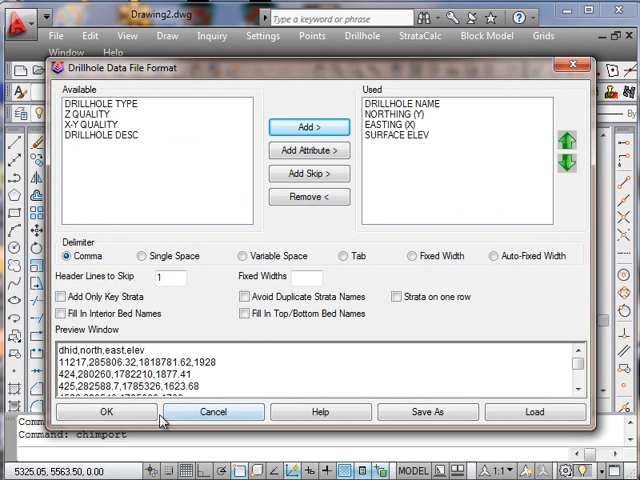 Drawing2.dwg
Type a keyword or phrase
File Edit View Draw Inquiry Settings Points Drillhole StrataCalc Block Model Grids
Window Help
Drillhole Data File Format
Available
DRILLHOLE TYPE
Z QUALITY
X-Y QUALITY
DRILLHOLE DESC
Add >
Add Attribute >
Add Skip >
Remove <
Used
DRILLHOLE NAME
NORTHING (Y)
EASTING (X)
SURFACE ELEV
Delimiter
Comma Single Space Variable Space Tab Fixed Width Auto-Fixed Width
Header Lines to Skip 1 Fixed Widths
Add Only Key Strata Avoid Duplicate Strata Names Strata on one row
Fill In Interior Bed Names Fill In Top/Bottom Bed Names
Preview Window
dhid,north,east,elev
11217,285806.32,1818781.62,1928
424,280260,1782210,1877.41
425,282588.7,1785326,1623.68
OK Cancel Help Save As Load
Comm
Command: chimport
5325.05, 5563.50, 0.00 MODEL 1:1